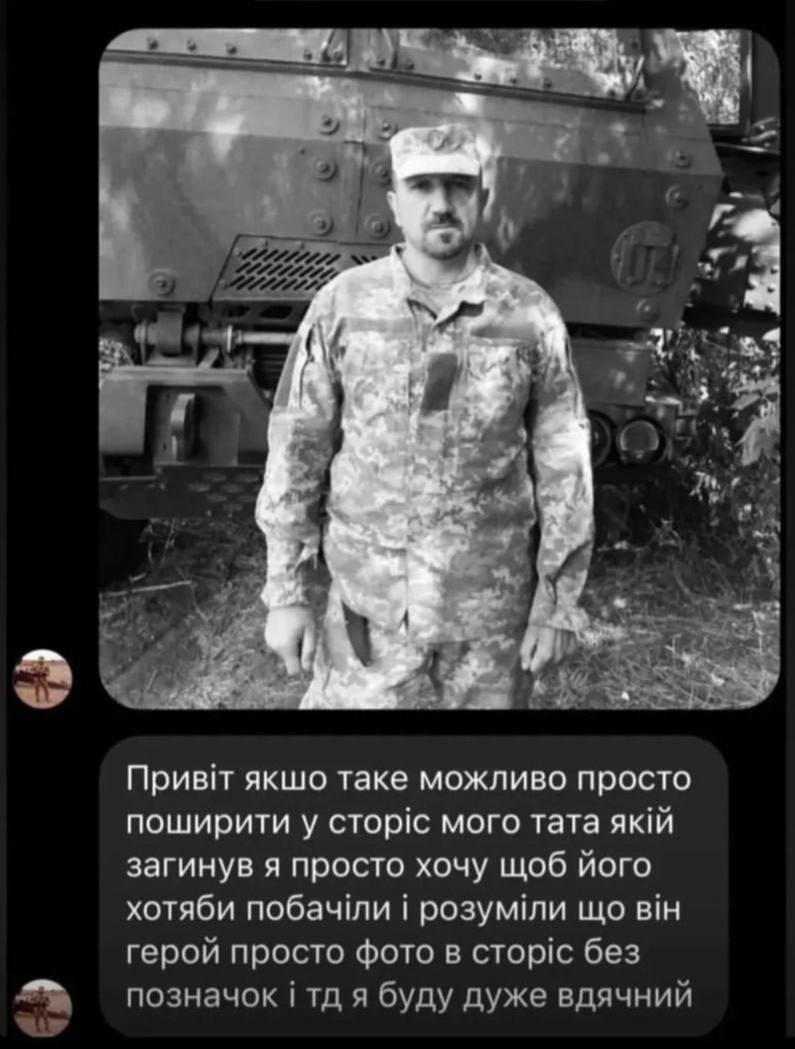 Привіт якшо таке можливо просто
поширити у сторіс мого тата якій
загинув я просто хочу щоб його
хотяби побачіли і розуміли що він
герой просто фото в сторіс без
позначок і тд я буду дуже вдячний